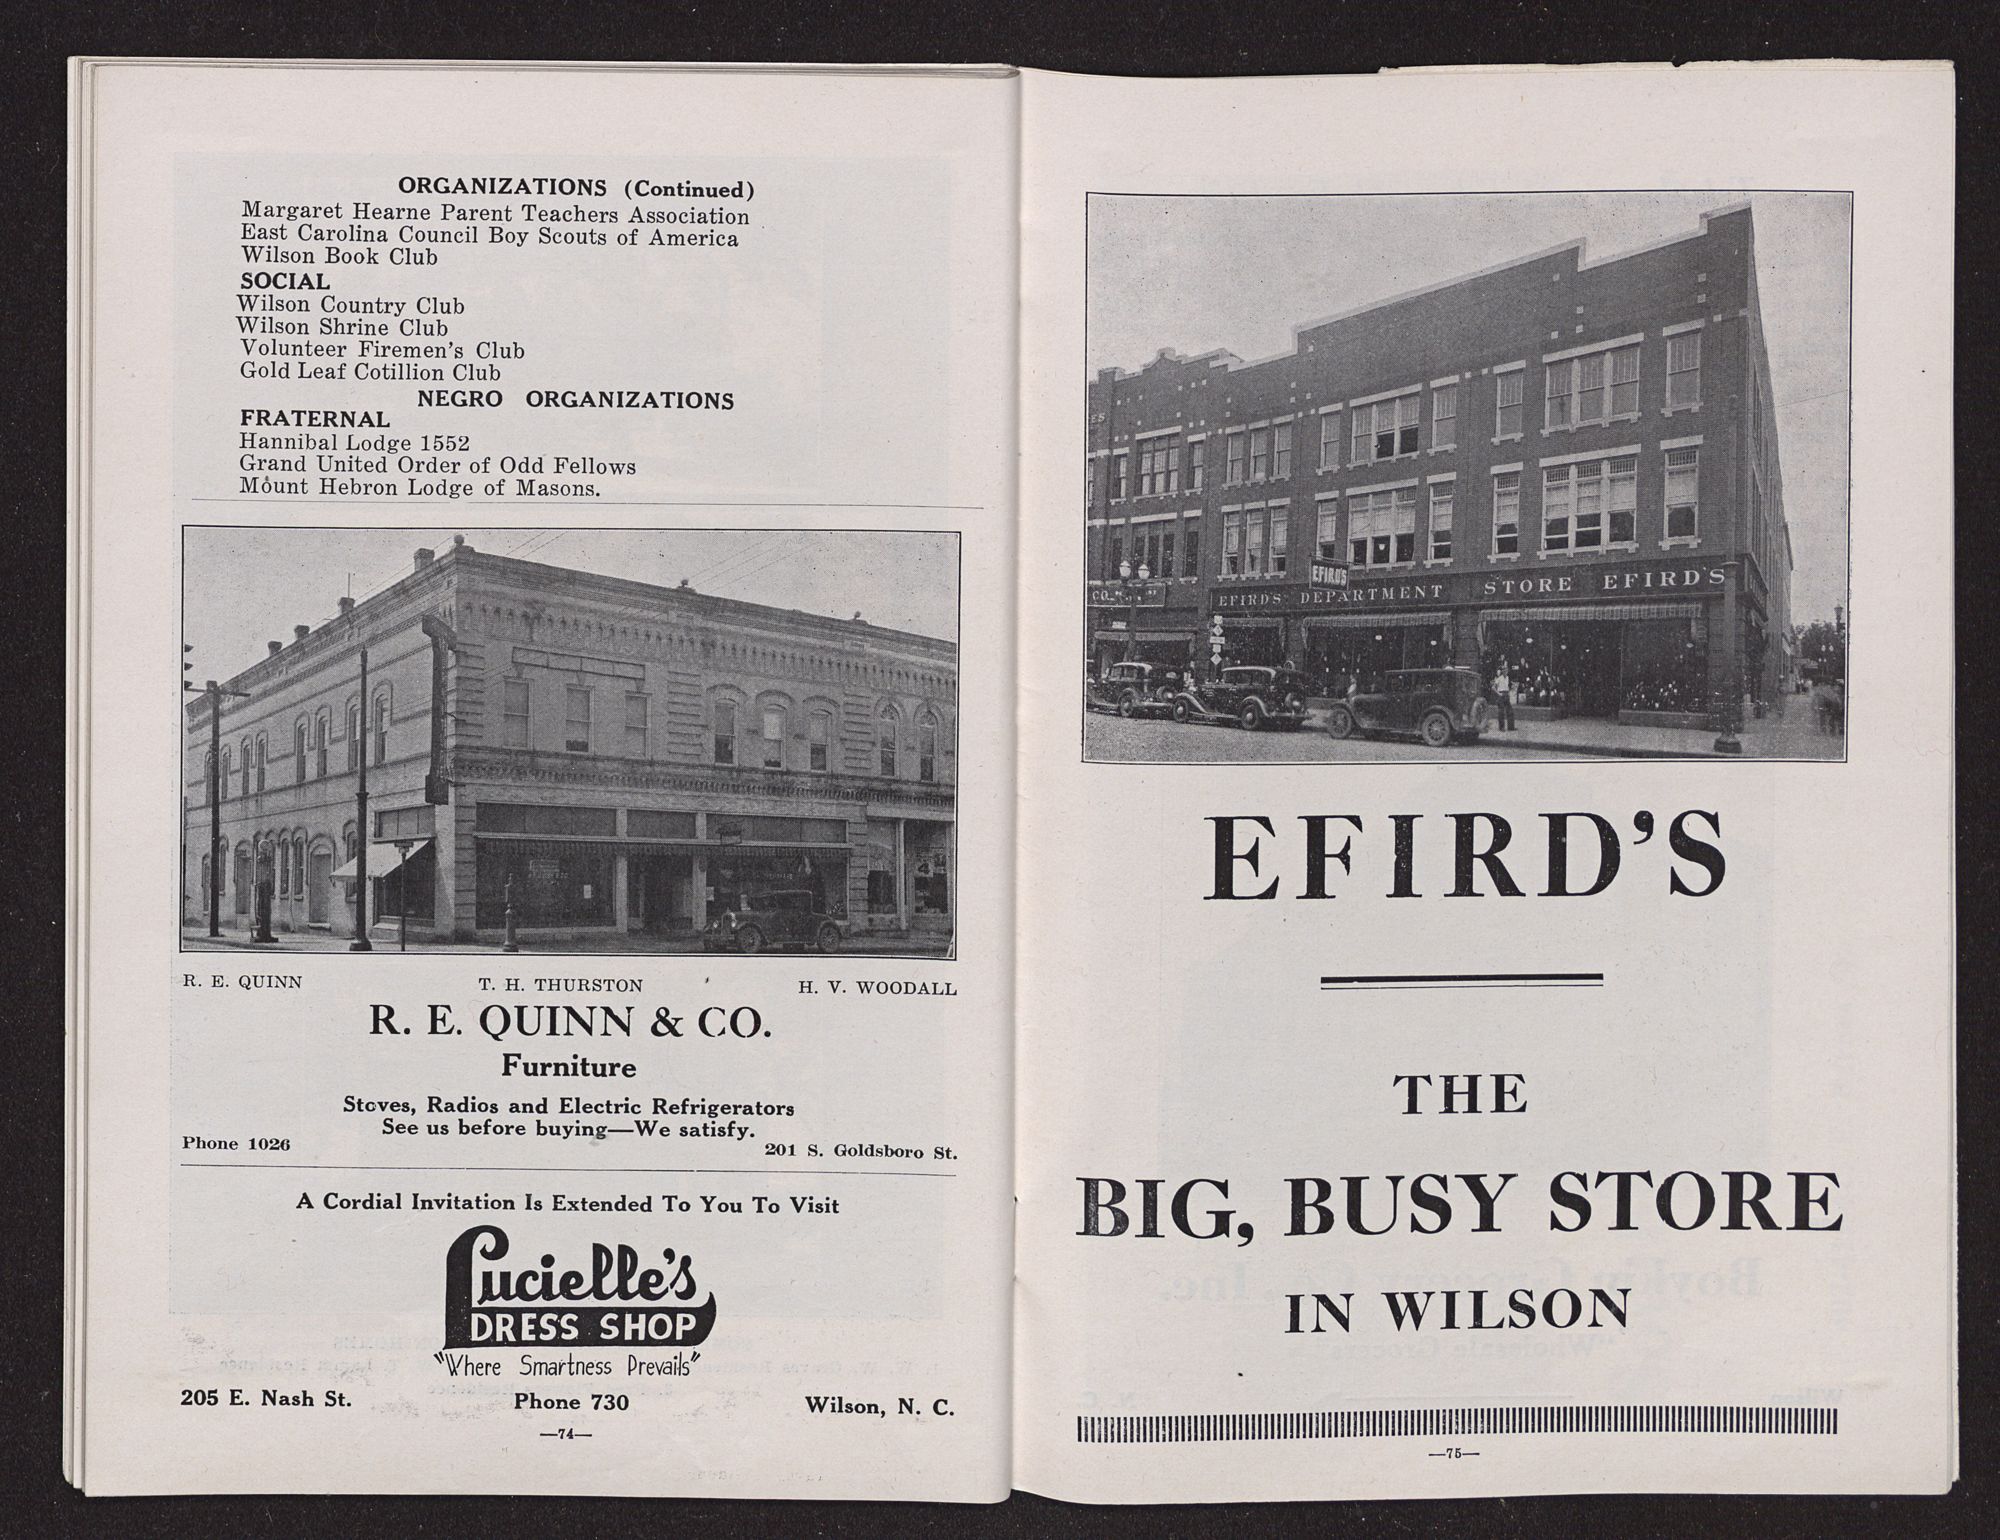 ORGANIZATIONS (Continued)
Margaret Hearne Parent Teachers Association
East Carolina Council Boy Scouts of America
Wilson Book Club
SOCIAL
Wilson Country Club
Wilson Shrine Club
Volunteer Firemen's Club
Gold Leaf Cotillion Club
NEGRO ORGANIZATIONS
FRATERNAL
Hannibal Lodge 1552
Grand United Order of Odd Fellows
Mount Hebron Lodge of Masons.
R. E. QUINN T. H. THURSTON H. V. WOODALL
R. E. QUINN & CO.
Furniture
Stoves, Radios and Electric Refrigerators
See us before buying—We satisfy.
Phone 1026 201 S. Goldsboro St.
A Cordial Invitation Is Extended To You To Visit
Lucielle's
DRESS SHOP
"Where Smartness Prevails"
205 E. Nash St. Phone 730 Wilson, N. C.
—74—
EFIRD'S
CO.
EFIRD'S DEPARTMENT STORE EFIRD'S
EFIRD'S
THE
BIG, BUSY STORE
IN WILSON
—75—